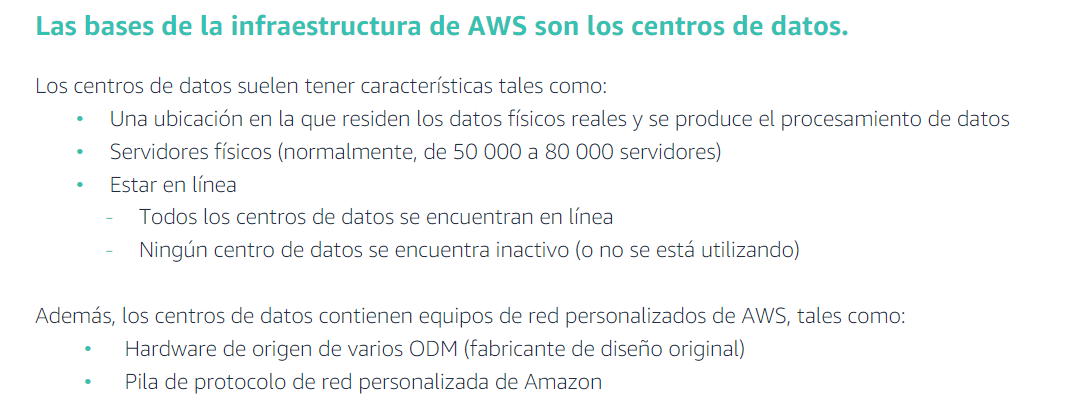 Las bases de la infraestructura de AWS son los centros de datos.
Los centros de datos suelen tener características tales como:
• Una ubicación en la que residen los datos físicos reales y se produce el procesamiento de datos
• Servidores físicos (normalmente, de 50 000 a 80 000 servidores)
• Estar en línea
- Todos los centros de datos se encuentran en línea
- Ningún centro de datos se encuentra inactivo (o no se está utilizando)
Además, los centros de datos contienen equipos de red personalizados de AWS, tales como:
• Hardware de origen de varios ODM (fabricante de diseño original)
• Pila de protocolo de red personalizada de Amazon